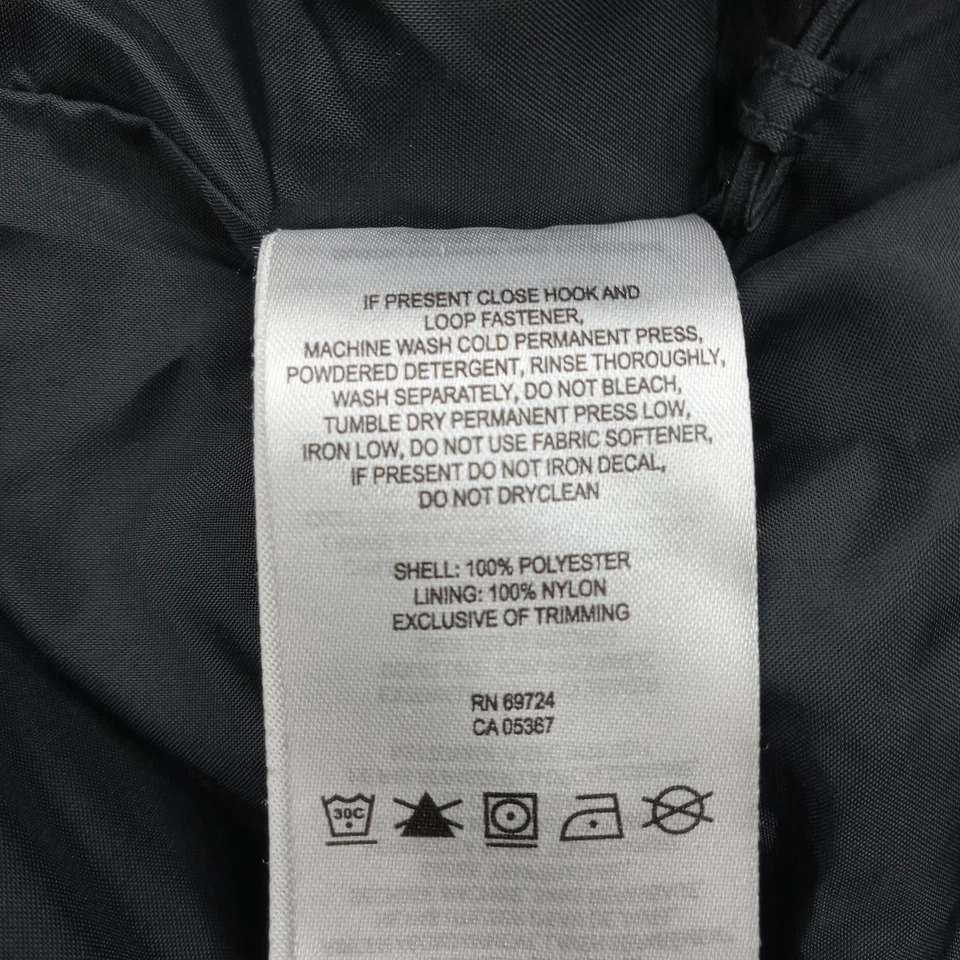 IF PRESENT CLOSE HOOK AND
LOOP FASTENER,
MACHINE WASH COLD PERMANENT PRESS,
POWDERED DETERGENT, RINSE THOROUGHLY,
WASH SEPARATELY, DO NOT BLEACH,
TUMBLE DRY PERMANENT PRESS LOW,
IRON LOW, DO NOT USE FABRIC SOFTENER,
IF PRESENT DO NOT IRON DECAL,
DO NOT DRYCLEAN
SHELL: 100% POLYESTER
LINING: 100% NYLON
EXCLUSIVE OF TRIMMING
RN 69724
CA 05367
30C